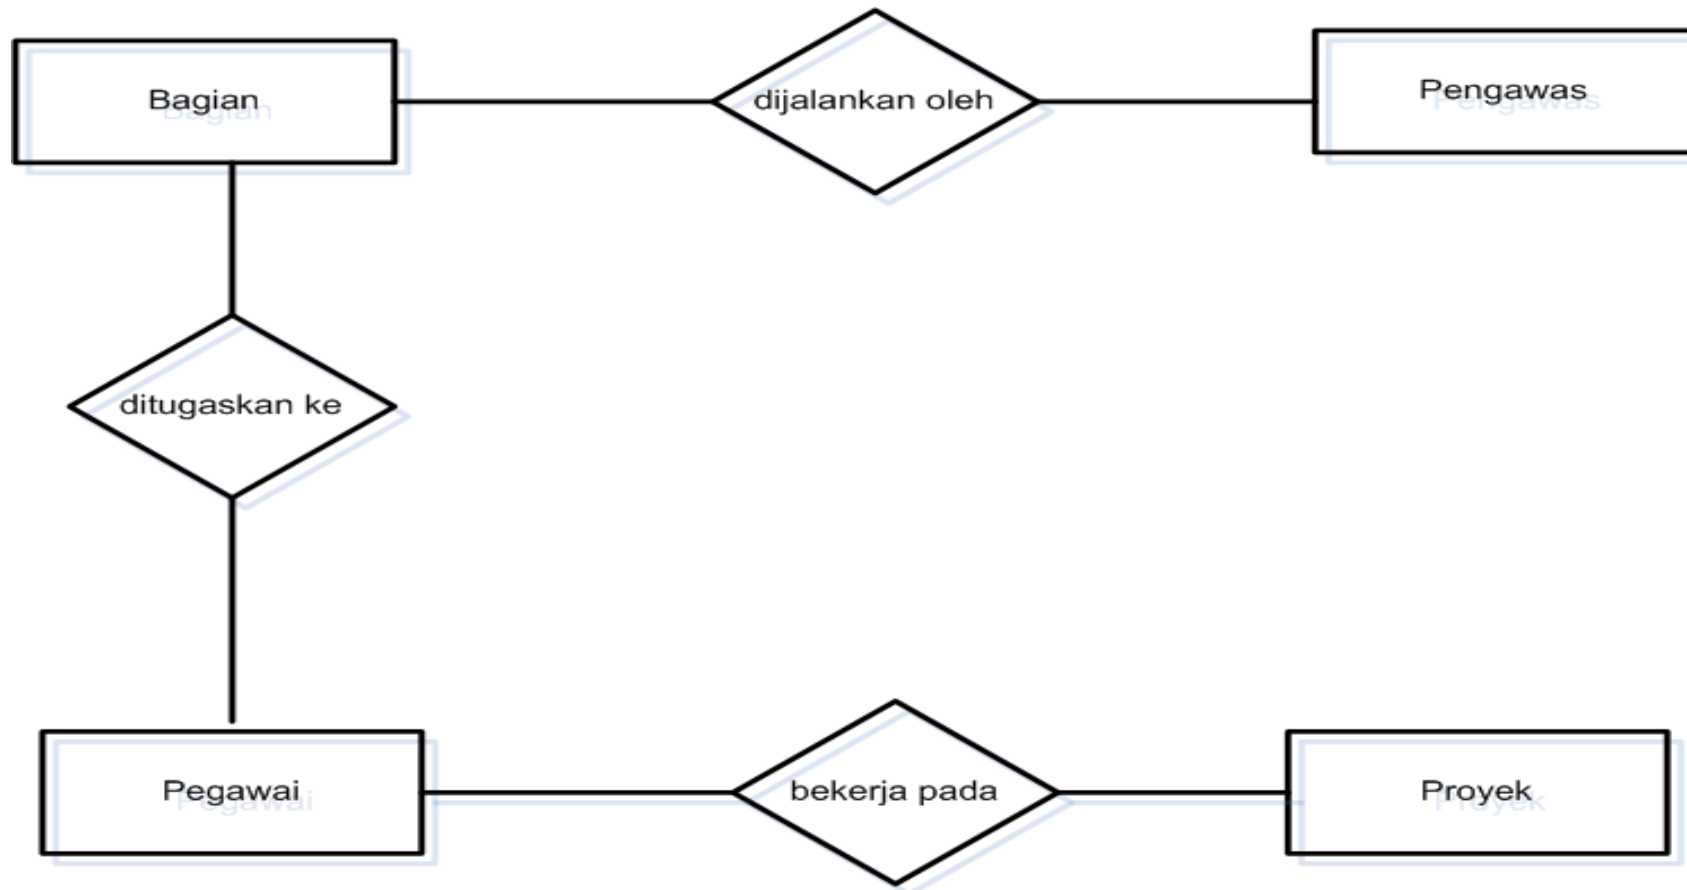 Bagian
dijalankan oleh
Pengawas
ditugaskan ke
Pegawai
bekerja pada
Proyek